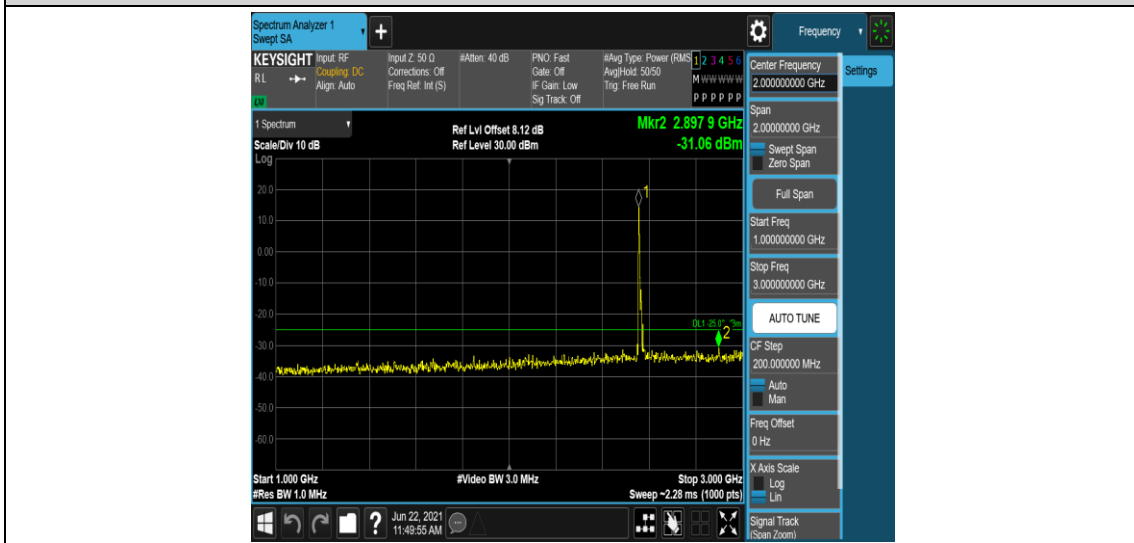 Spectrum Analyzer 1
Swept SA
Frequency
KEYSIGHT
RL
Input: RF
Coupling: DC
Align: Auto
Input Z: 50 Ω
Corrections: Off
Freq Ref: Int (S)
#Atten: 40 dB
PNO: Fast
Gate: Off
IF Gain: Low
Sig Track: Off
#Avg Type: Power (RMS
Avg|Hold: 50/50
Trig: Free Run
1 2 3 4 5 6
M W W W W W
P P P P P P
LXI
1 Spectrum
Scale/Div 10 dB
Ref Lvl Offset 8.12 dB
Ref Level 30.00 dBm
Mkr2 2.897 9 GHz
-31.06 dBm
Log
20.0
10.0
0.00
-10.0
-20.0
-30.0
-40.0
-50.0
-60.0
1
DL1 -25.0
2
Start 1.000 GHz
#Res BW 1.0 MHz
#Video BW 3.0 MHz
Stop 3.000 GHz
Sweep ~2.28 ms (1000 pts)
Jun 22, 2021
11:49:55 AM
?
Center Frequency
2.000000000 GHz
Settings
Span
2.00000000 GHz
Swept Span
Zero Span
Full Span
Start Freq
1.000000000 GHz
Stop Freq
3.000000000 GHz
AUTO TUNE
CF Step
200.000000 MHz
Auto
Man
Freq Offset
0 Hz
X Axis Scale
Log
Lin
Signal Track
(Span Zoom)